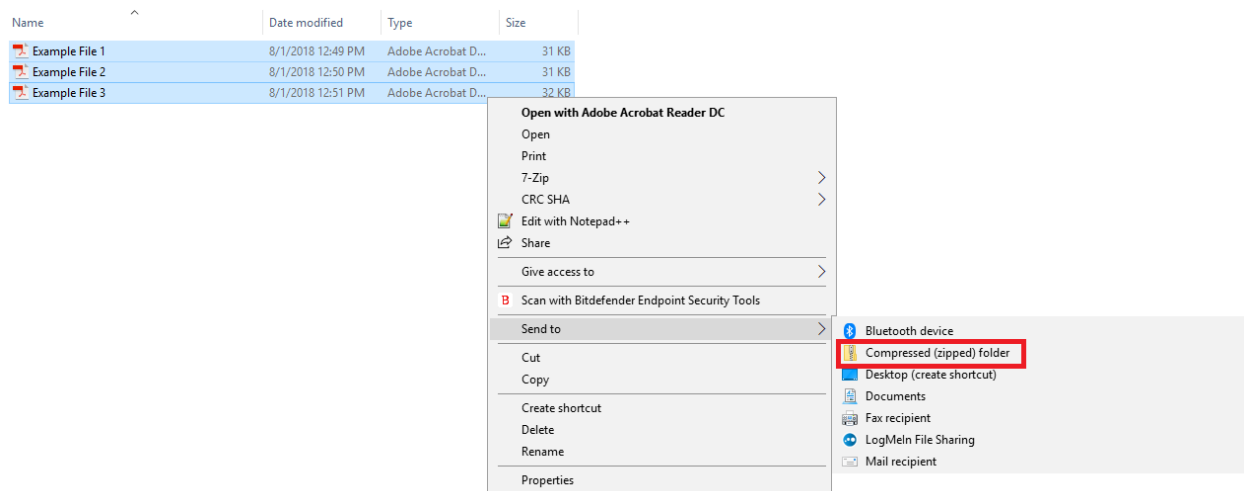 Name Date modified Type Size
Example File 1 8/1/2018 12:49 PM Adobe Acrobat D... 31 KB
Example File 2 8/1/2018 12:50 PM Adobe Acrobat D... 31 KB
Example File 3 8/1/2018 12:51 PM Adobe Acrobat D... 32 KB
Open with Adobe Acrobat Reader DC
Open
Print
7-Zip
CRC SHA
Edit with Notepad++
Share
Give access to
Scan with Bitdefender Endpoint Security Tools
Send to
Cut
Copy
Create shortcut
Delete
Rename
Properties
Bluetooth device
Compressed (zipped) folder
Desktop (create shortcut)
Documents
Fax recipient
LogMeIn File Sharing
Mail recipient